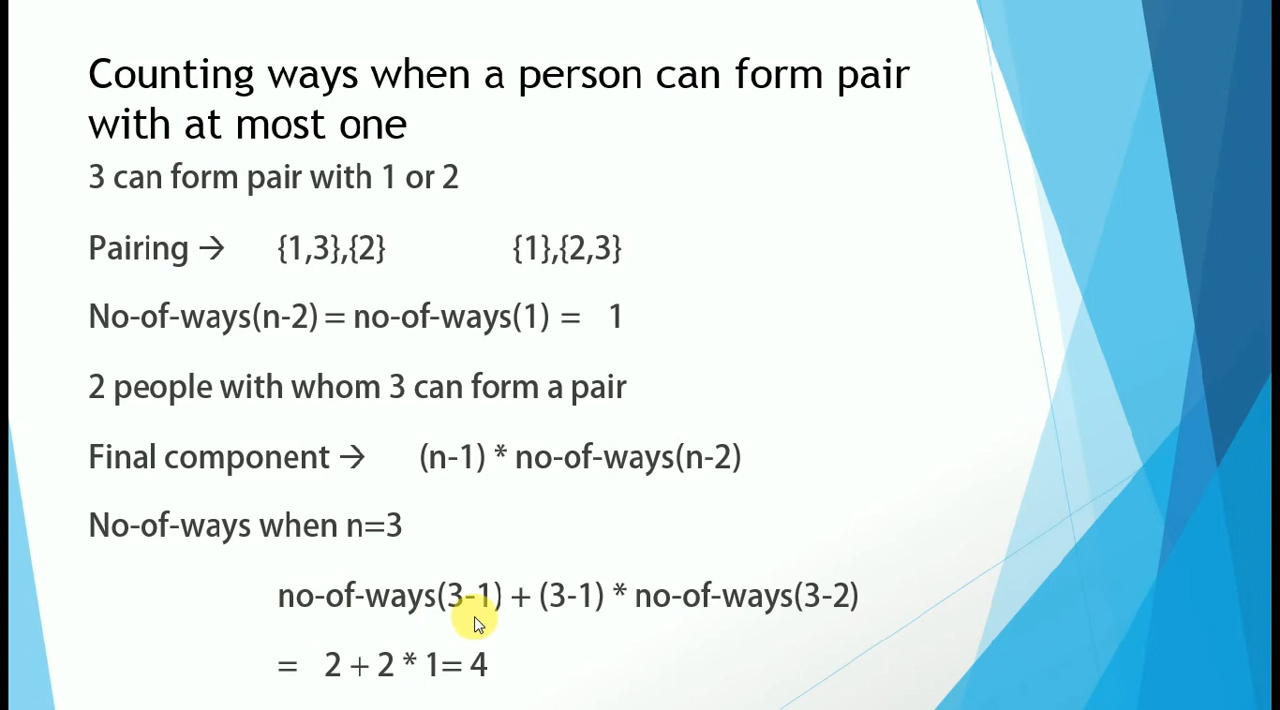 Counting ways when a person can form pair
with at most one
3 can form pair with 1 or 2
Pairing → {1,3},{2} {1},{2,3}
No-of-ways(n-2) = no-of-ways(1) = 1
2 people with whom 3 can form a pair
Final component → (n-1) * no-of-ways(n-2)
No-of-ways when n=3
no-of-ways(3-1) + (3-1) * no-of-ways(3-2)
= 2 + 2 * 1= 4